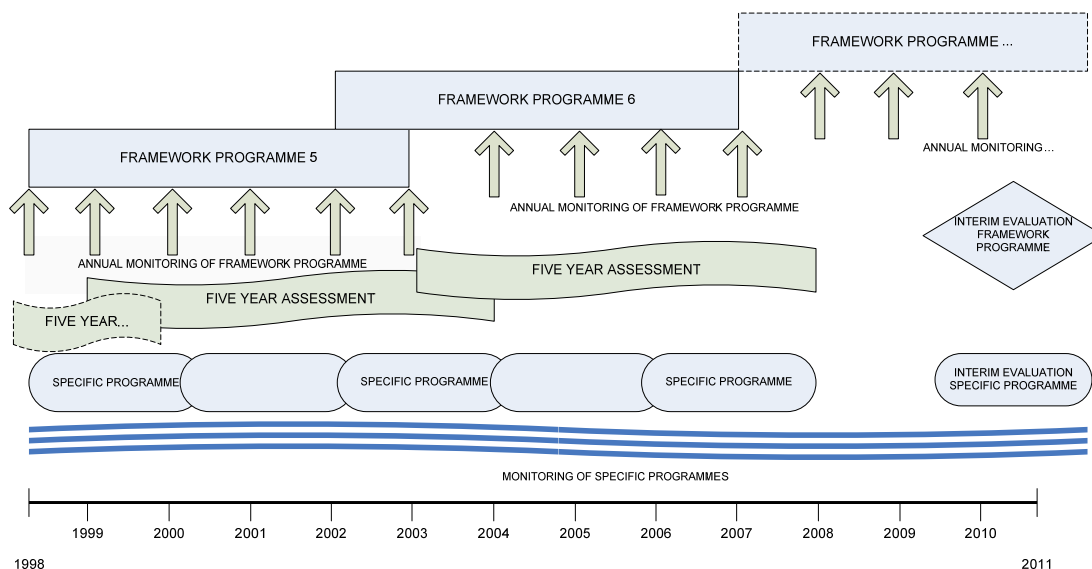 FRAMEWORK PROGRAMME ...
FRAMEWORK PROGRAMME 6
FRAMEWORK PROGRAMME 5
ANNUAL MONITORING...
ANNUAL MONITORING OF FRAMEWORK PROGRAMME
INTERIM EVALUATION
FRAMEWORK
PROGRAMME
ANNUAL MONITORING OF FRAMEWORK PROGRAMME
FIVE YEAR ASSESSMENT
FIVE YEAR ASSESSMENT
FIVE YEAR...
SPECIFIC PROGRAMME
SPECIFIC PROGRAMME
SPECIFIC PROGRAMME
INTERIM EVALUATION
SPECIFIC PROGRAMME
MONITORING OF SPECIFIC PROGRAMMES
1999 2000 2001 2002 2003 2004 2005 2006 2007 2008 2009 2010
1998 2011